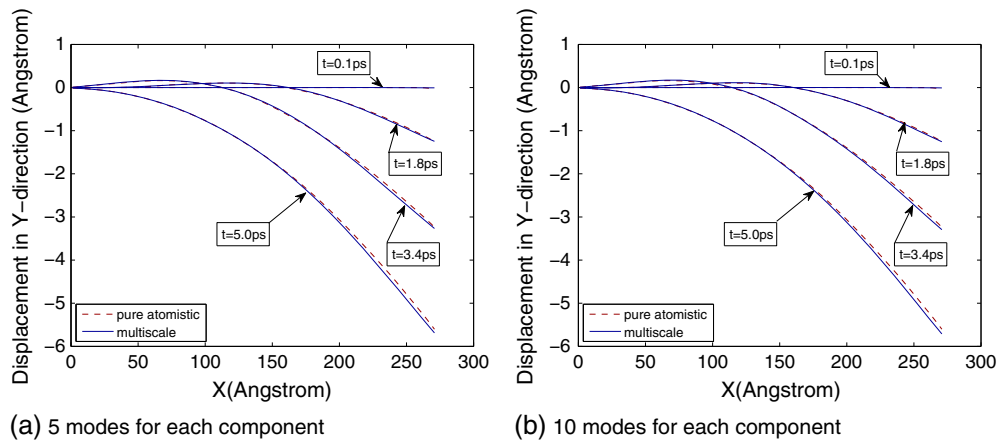 Displacement in Y−direction (Angstrom)
1
0
−1
−2
−3
−4
−5
−6
0
50
100
150
200
250
300
X(Angstrom)
t=0.1ps
t=1.8ps
t=3.4ps
t=5.0ps
pure atomistic
multiscale
(a) 5 modes for each component
Displacement in Y−direction (Angstrom)
1
0
−1
−2
−3
−4
−5
−6
0
50
100
150
200
250
300
X(Angstrom)
t=0.1ps
t=1.8ps
t=3.4ps
t=5.0ps
pure atomistic
multiscale
(b) 10 modes for each component